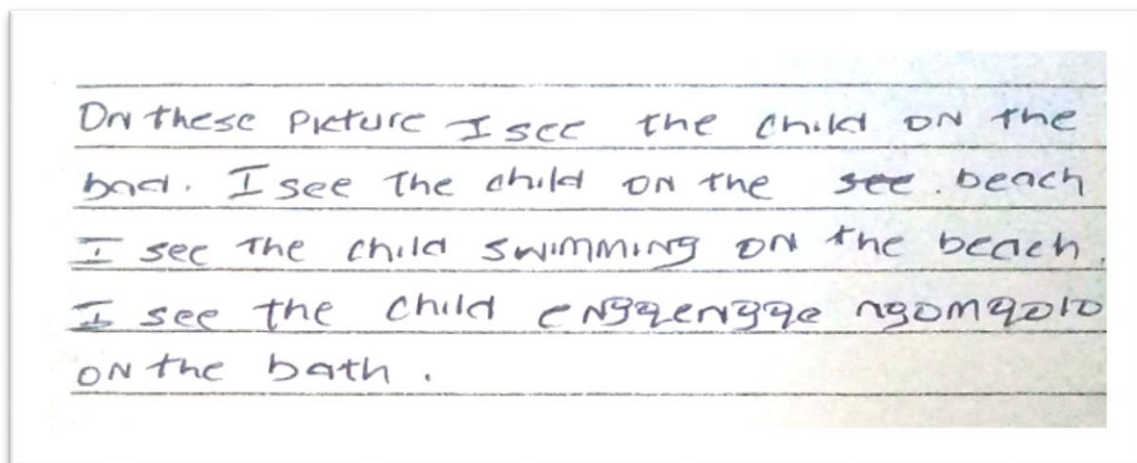 On these Picture I see the child on the
bad. I see The child on the see. beach
I see The child swimming on the beach.
I see the child engqengqe ngomqolo
on the bath.